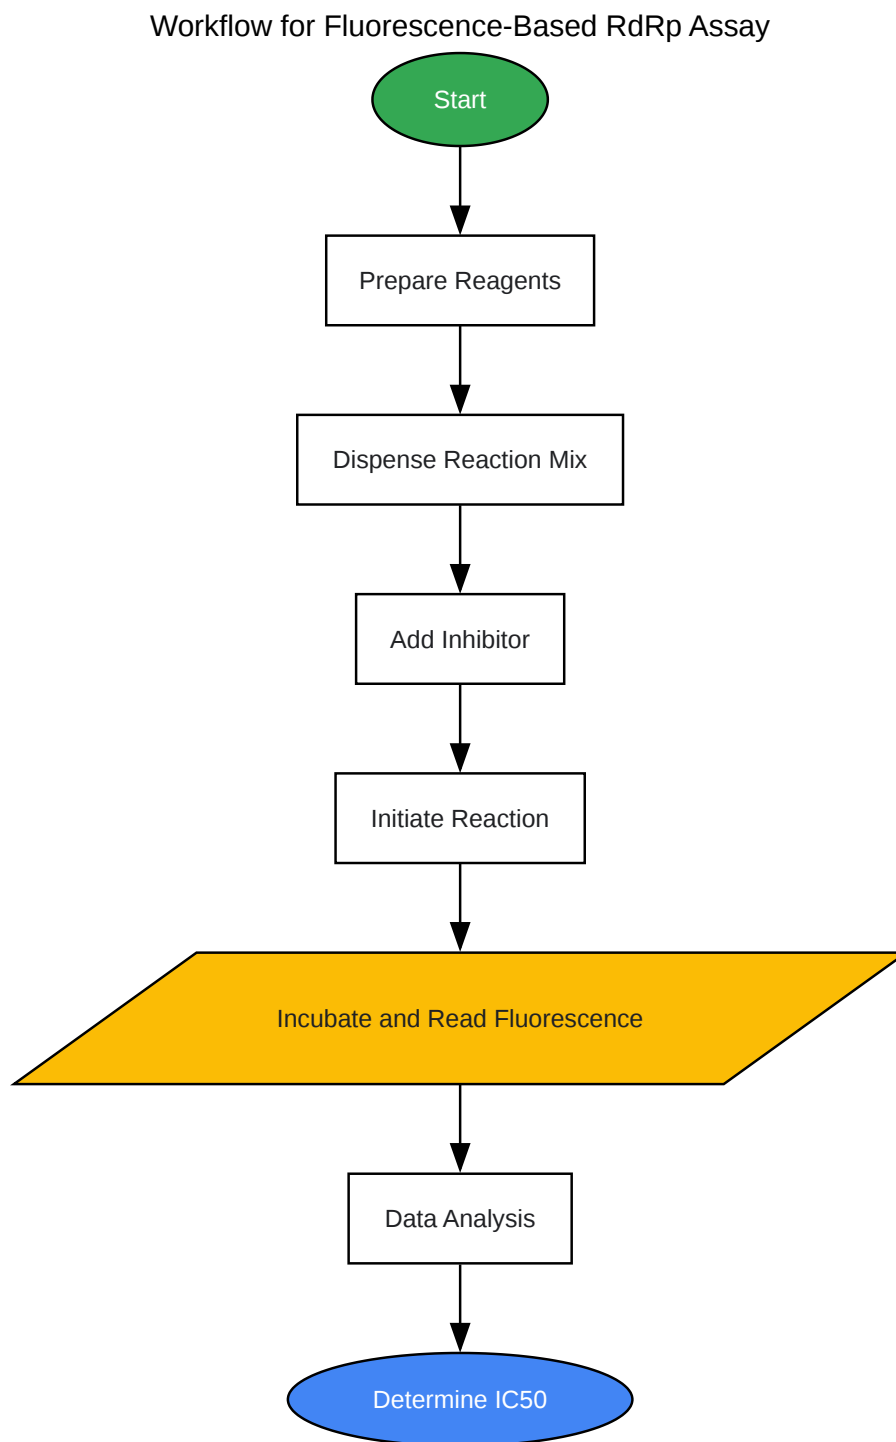 Workflow for Fluorescence-Based RdRp Assay
Start
Prepare Reagents
Dispense Reaction Mix
Add Inhibitor
Initiate Reaction
Incubate and Read Fluorescence
Data Analysis
Determine IC50